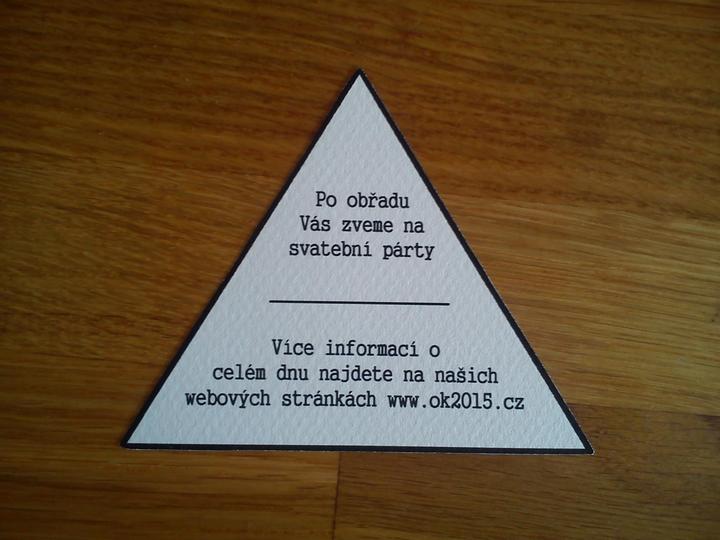 Po obřadu
Vás zveme na
svatební párty
Více informací o
celém dnu najdete na našich
webových stránkách www.ok2015.cz